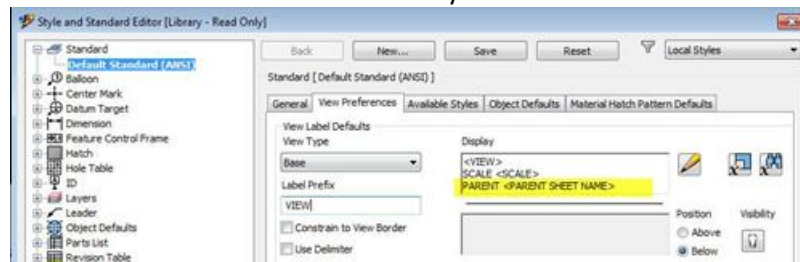 Style and Standard Editor [Library - Read Only]
Standard
Default Standard (ANSI)
Balloon
Center Mark
Datum Target
Dimension
Feature Control Frame
Hatch
Hole Table
ID
Layers
Leader
Object Defaults
Parts List
Revision Table
Back New... Save Reset Local Styles
Standard [ Default Standard (ANSI) ]
General View Preferences Available Styles Object Defaults Material Hatch Pattern Defaults
View Label Defaults
View Type Display
Base
<VIEW>
SCALE <SCALE>
PARENT <PARENT SHEET NAME>
Label Prefix
VIEW
Constrain to View Border
Use Delimiter
Position Visibility
Above
Below